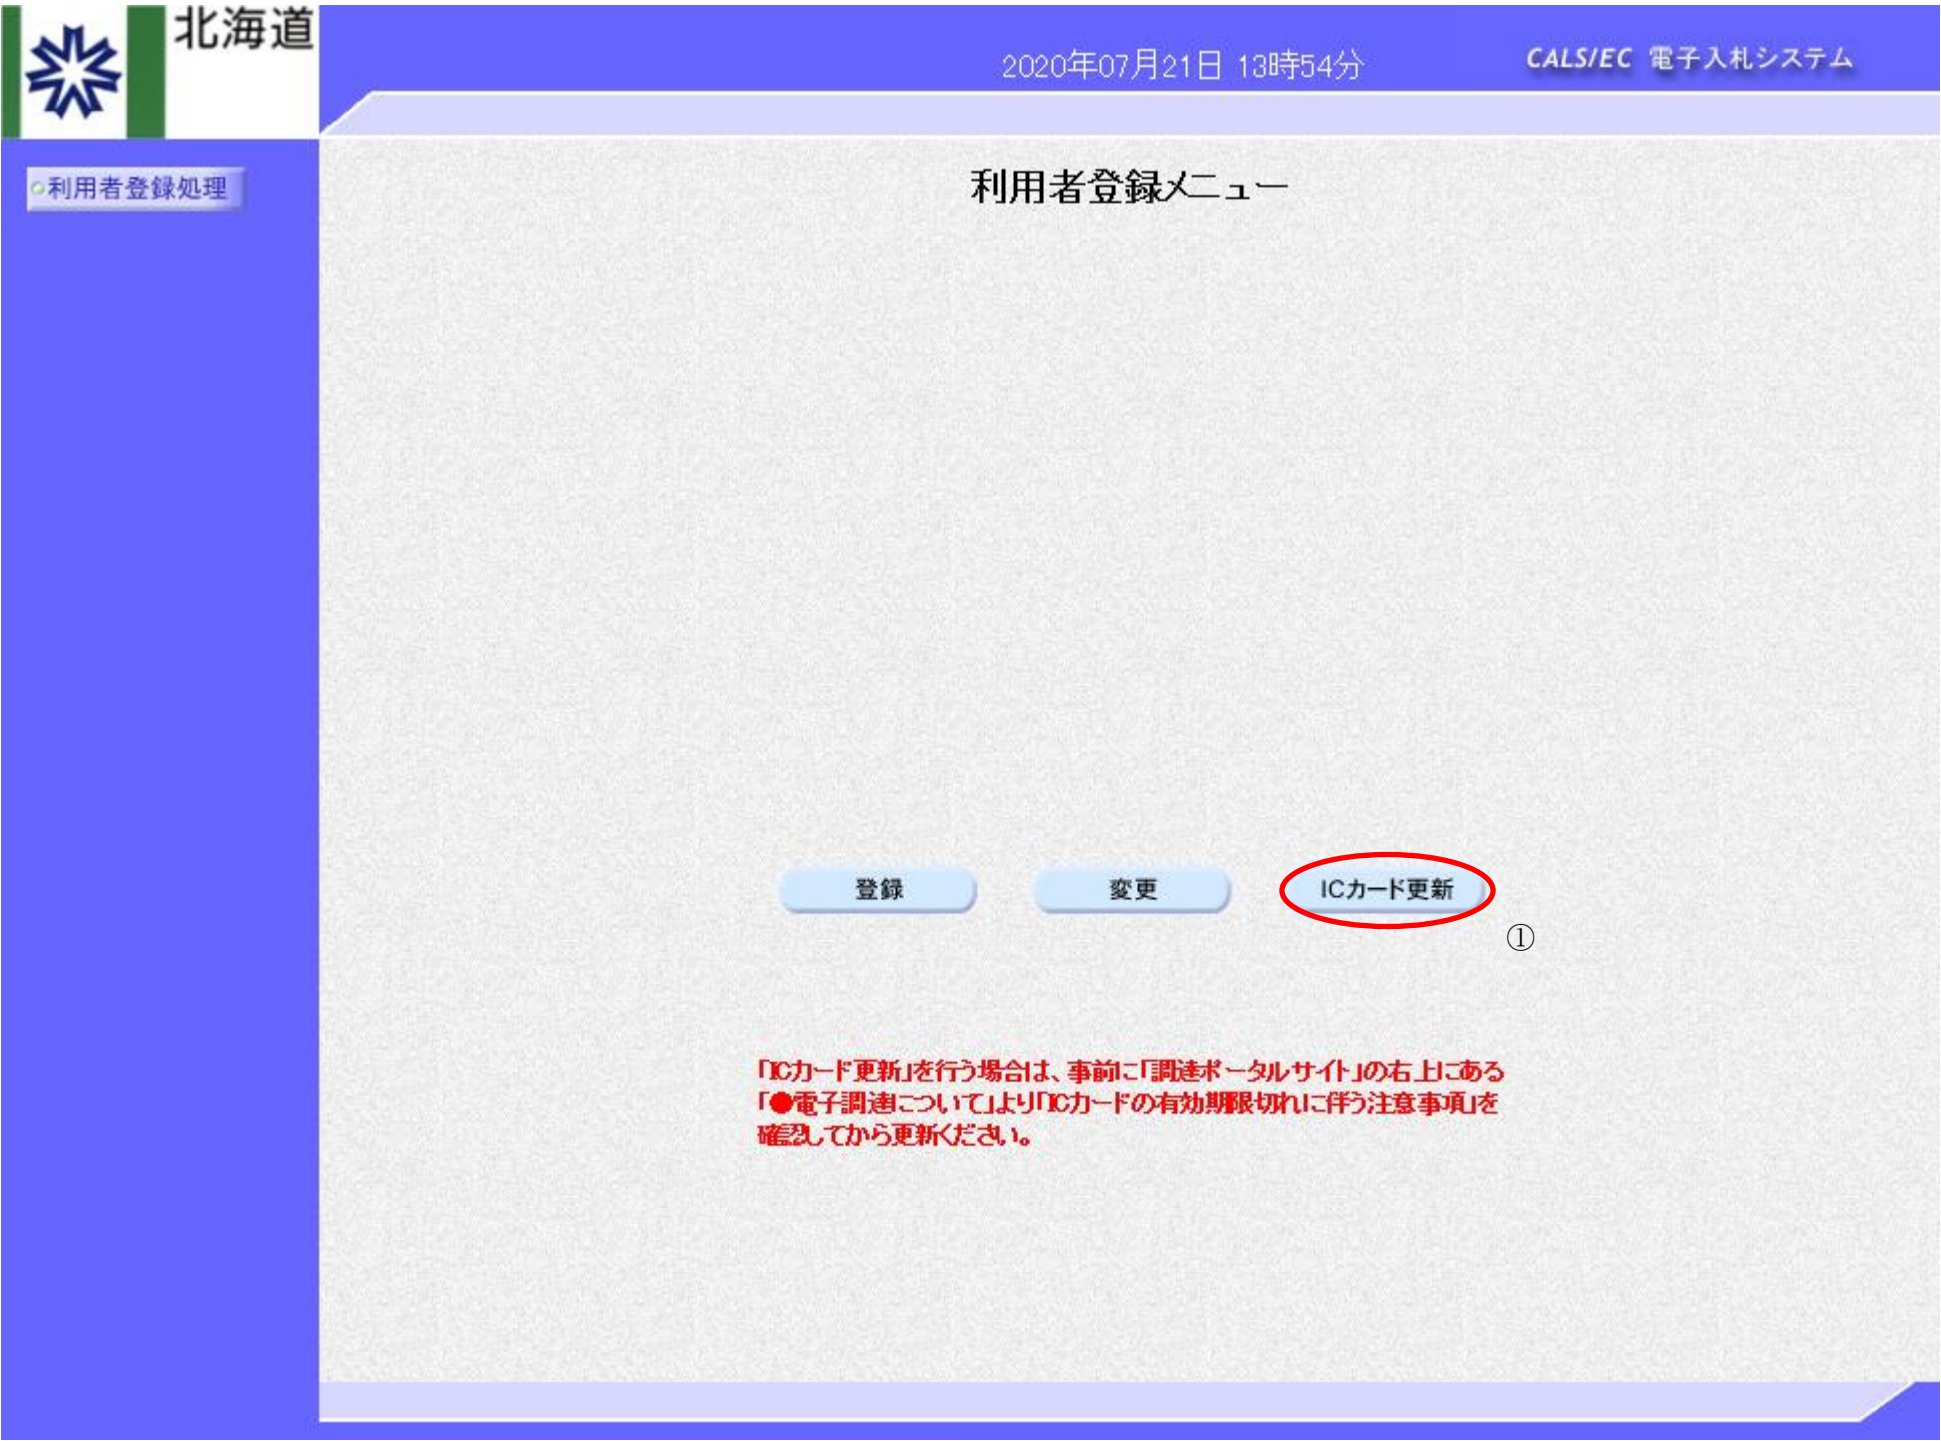 北海道
2020年07月21日 13時54分
CALS/EC 電子入札システム
利用者登録処理
利用者登録メニュー
登録
変更
ICカード更新
①
「ICカード更新」を行う場合は、事前に「調達ポータルサイト」の右上にある
「●電子調達について」より「ICカードの有効期限切れに伴う注意事項」を
確認してから更新ください。